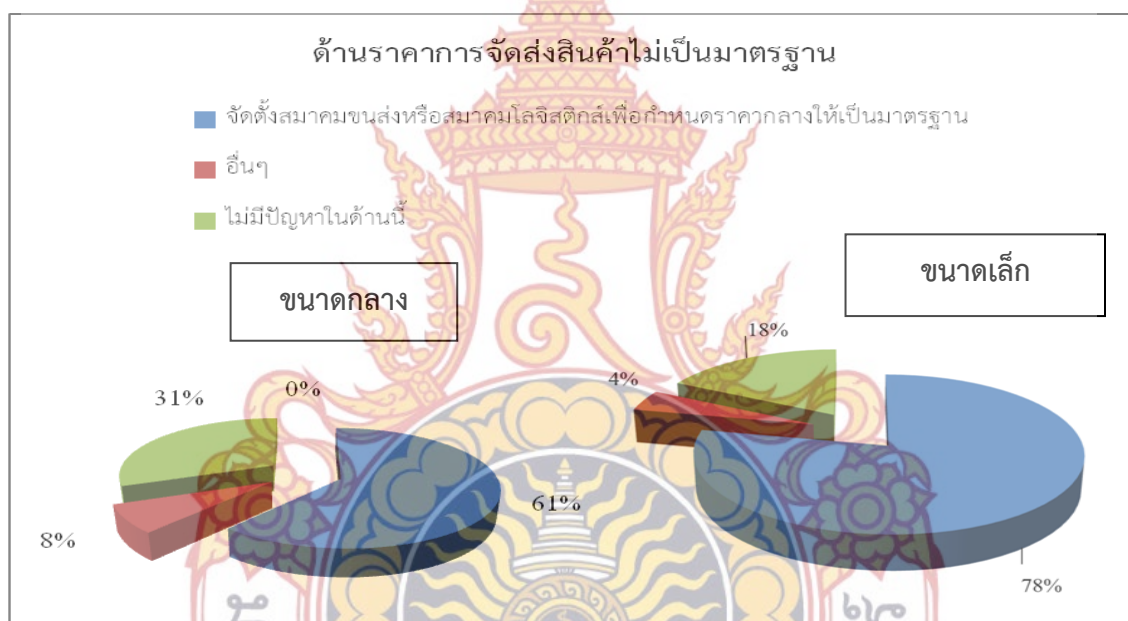 ด้านราคาการจัดส่งสินค้าไม่เป็นมาตรฐาน
จัดตั้งสมาคมขนส่งหรือสมาคมโลจิสติกส์เพื่อกำหนดราคากลางให้เป็นมาตรฐาน
อื่นๆ
ไม่มีปัญหาในด้านนี้
ขนาดกลาง
ขนาดเล็ก
31%
0%
61%
8%
18%
4%
78%